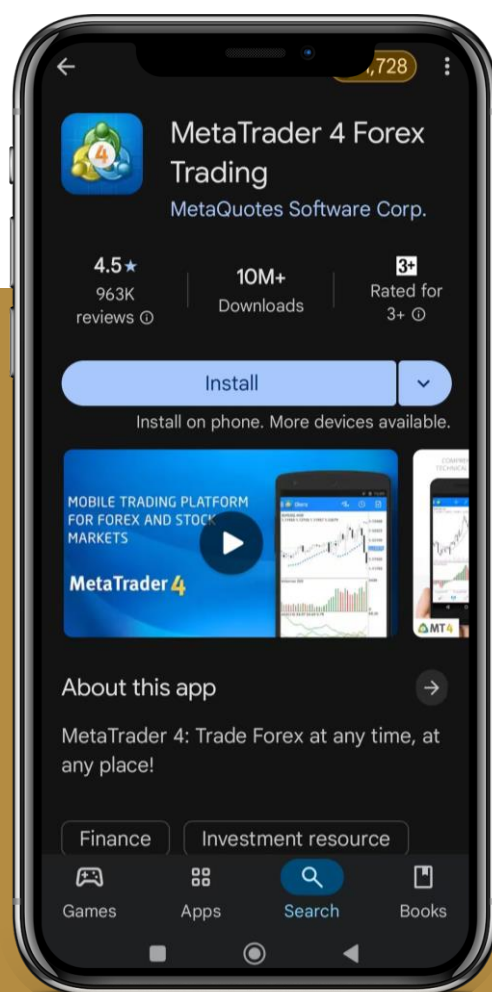 ,728
4
MetaTrader 4 Forex
Trading
MetaQuotes Software Corp.
4.5★
963K
reviews
10M+
Downloads
3+
Rated for
3+
Install
Install on phone. More devices available.
MOBILE TRADING PLATFORM
FOR FOREX AND STOCK
MARKETS
MetaTrader 4
MT4
About this app
MetaTrader 4: Trade Forex at any time, at
any place!
Finance
Investment resource
Games
Apps
Search
Books